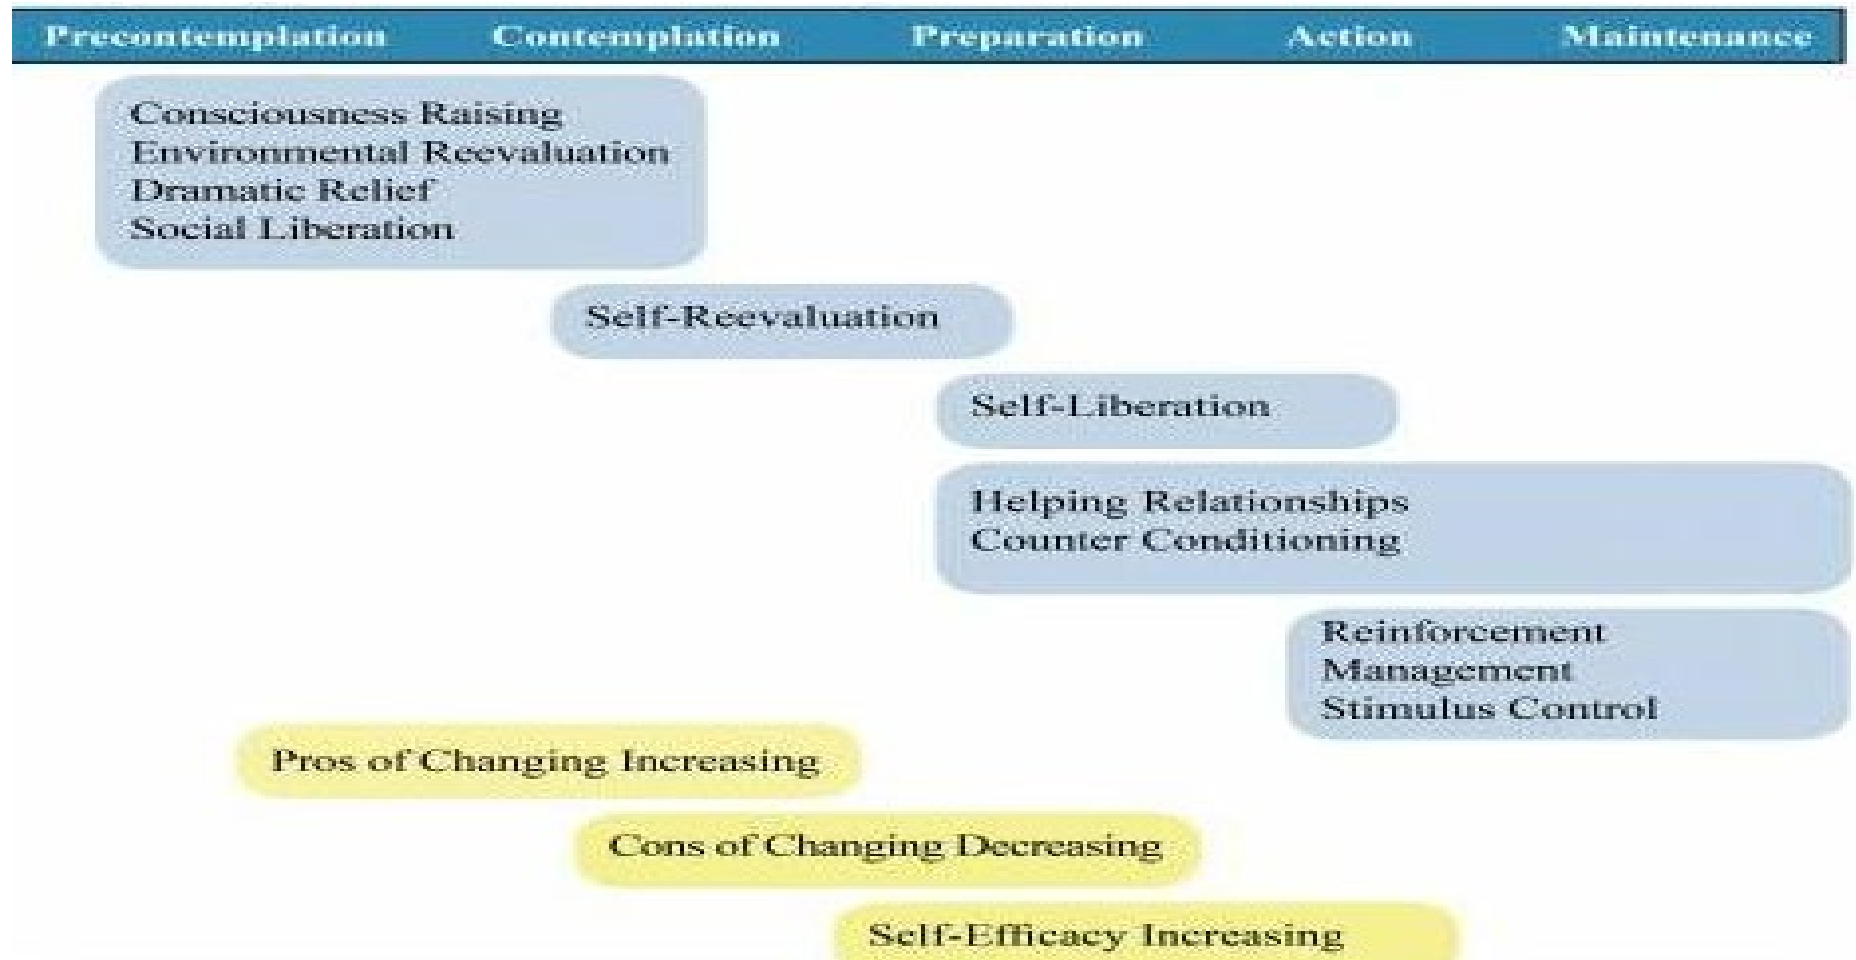 Precontemplation Contemplation Preparation Action Maintenance
Consciousness Raising
Environmental Reevaluation
Dramatic Relief
Social Liberation
Self-Reevaluation
Self-Liberation
Helping Relationships
Counter Conditioning
Reinforcement
Management
Stimulus Control
Pros of Changing Increasing
Cons of Changing Decreasing
Self-Efficacy Increasing